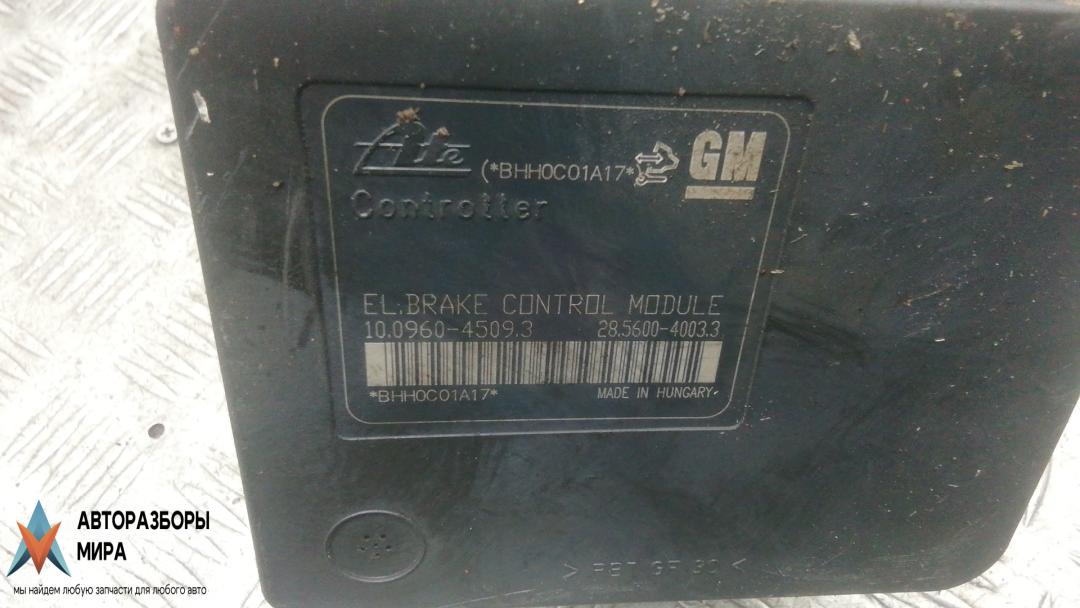 Ate
(*BHH0C01A17*
GM
Controller
EL.BRAKE CONTROL MODULE
10.0960-4509.3 28.5600-4003.3
*BHH0C01A17*
MADE IN HUNGARY
АВТОРАЗБОРЫ
МИРА
мы найдем любую запчасти для любого авто